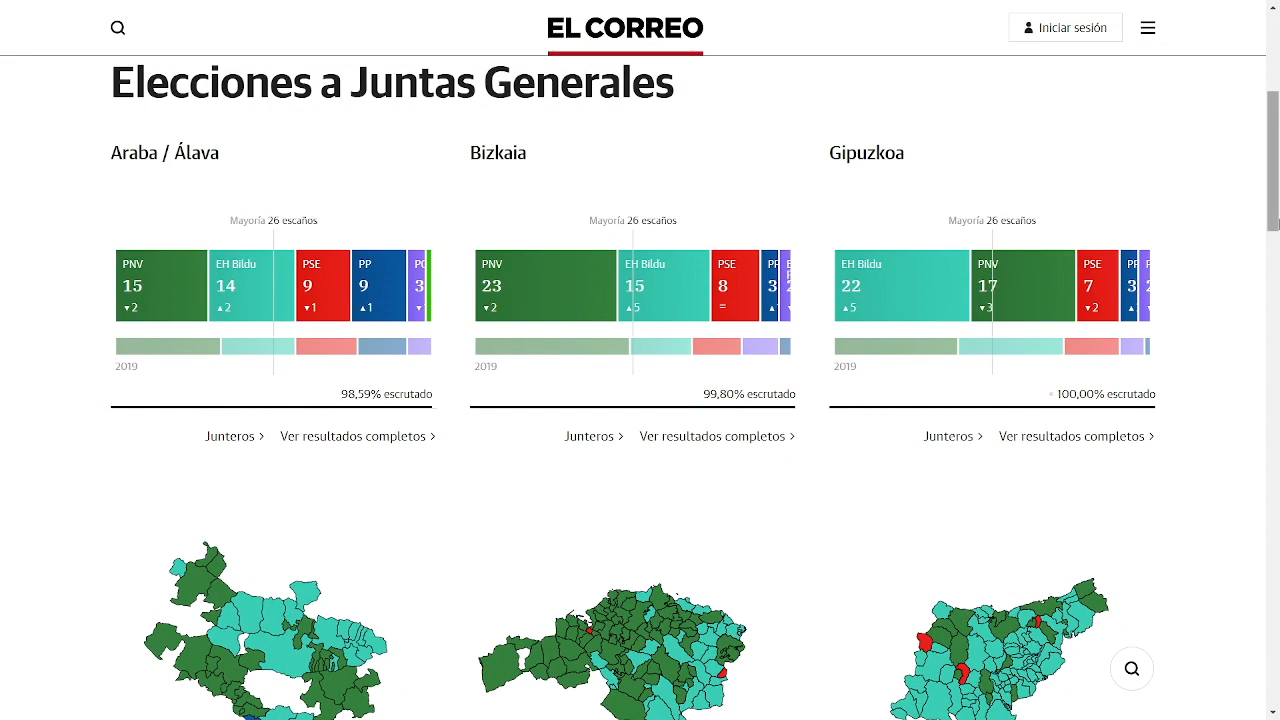 EL CORREO
Iniciar sesión
Elecciones a Juntas Generales
Araba / Álava
Mayoría 26 escaños
PNV EH Bildu PSE PP
15 14 9 9 3
▾2 ▴2 ▾1 ▴1 ▾
2019
98,59% escrutado
Junteros > Ver resultados completos >
Bizkaia
Mayoría 26 escaños
PNV EH Bildu PSE
23 15 8 3
▾2 ▴5 =
2019
99,80% escrutado
Junteros > Ver resultados completos >
Gipuzkoa
Mayoría 26 escaños
EH Bildu PNV PSE
22 17 7 3
▴5 ▾3 ▾2
2019
100,00% escrutado
Junteros > Ver resultados completos >